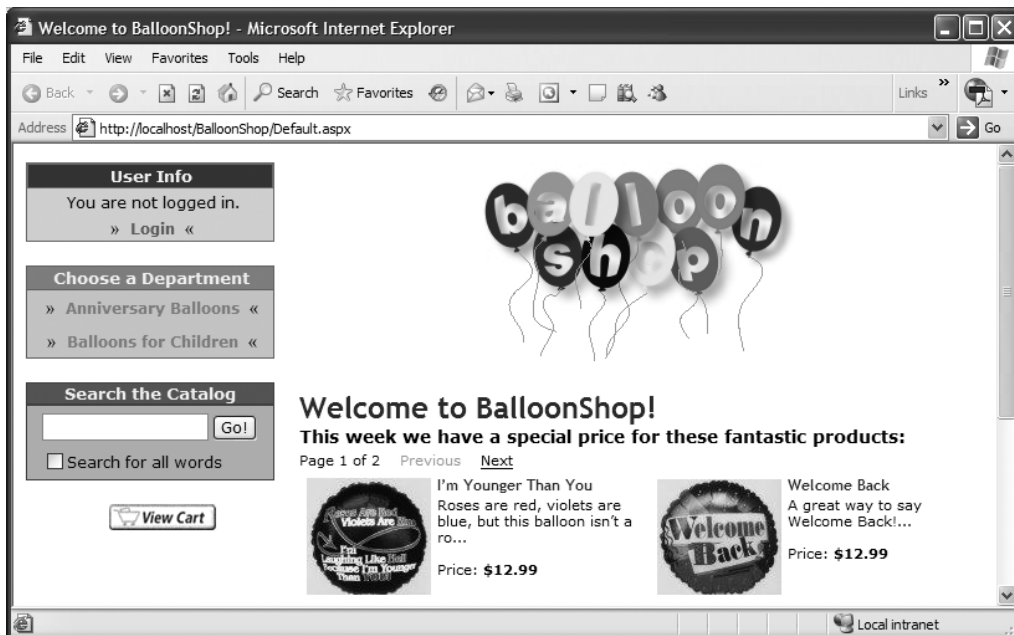 Welcome to BalloonShop! - Microsoft Internet Explorer
File Edit View Favorites Tools Help
Back Search Favorites Links »
Address http://localhost/BalloonShop/Default.aspx Go
User Info
You are not logged in.
» Login «
Choose a Department
» Anniversary Balloons «
» Balloons for Children «
Search the Catalog
Go!
Search for all words
View Cart
balloon
shop
Welcome to BalloonShop!
This week we have a special price for these fantastic products:
Page 1 of 2 Previous Next
Roses Are Red
Violets Are
I'm
Laughing Like
Because I'm Younger
Than YOU!
I'm Younger Than You
Roses are red, violets are
blue, but this balloon isn't a
ro...
Price: $12.99
Welcome
Back
Welcome Back
A great way to say
Welcome Back!...
Price: $12.99
Local intranet